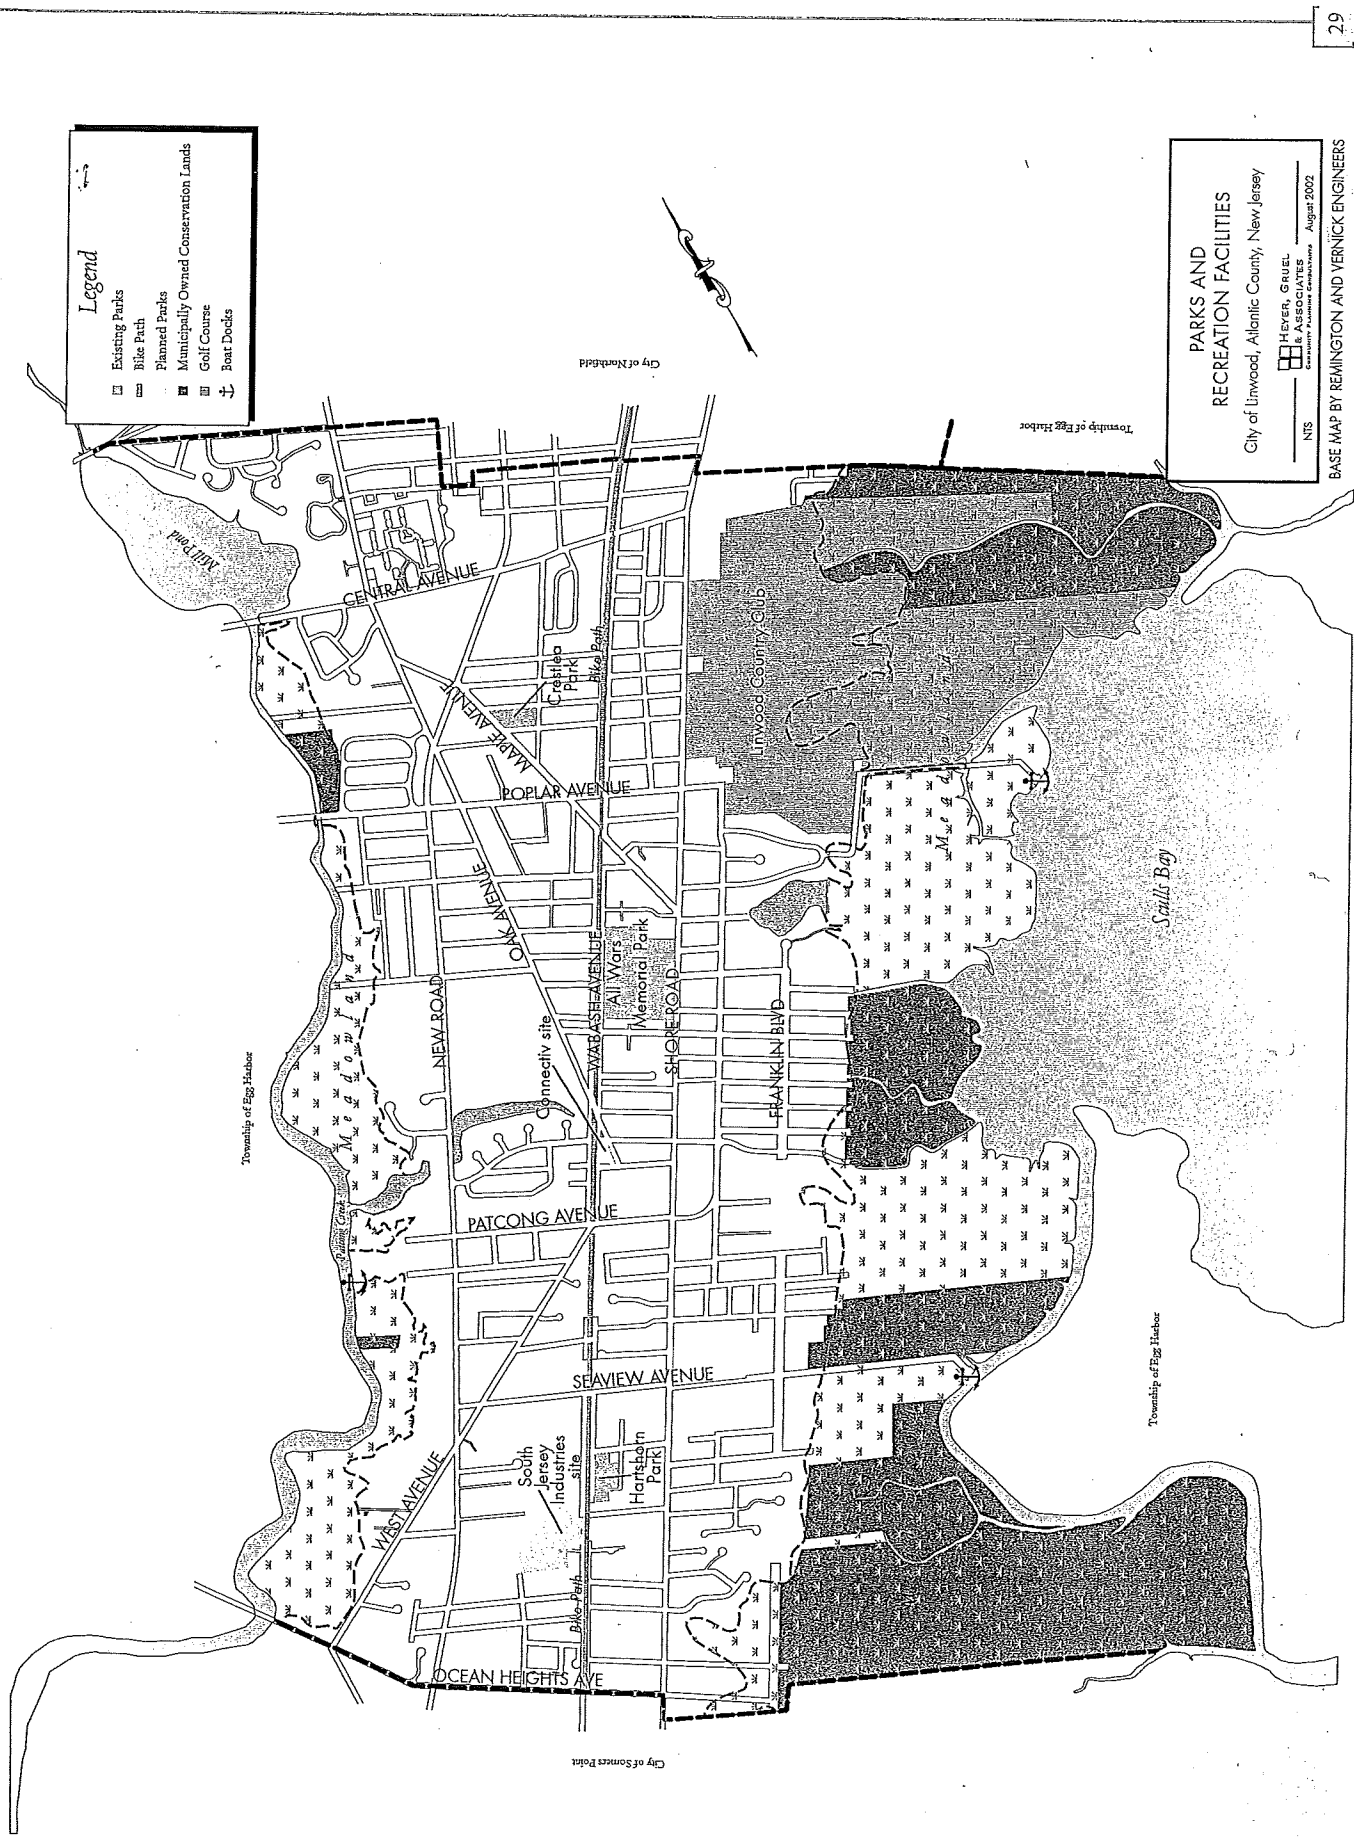 29
Legend
Existing Parks
Bike Path
Planned Parks
Municipally Owned Conservation Lands
Golf Course
Boat Docks
City of Northfield
Township of Egg Harbor
PARKS AND
RECREATION FACILITIES
City of Linwood, Atlantic County, New Jersey
NTS
HEYER, GRUEL
& ASSOCIATES
COMMUNITY PLANNING CONSULTANTS
August 2002
BASE MAP BY REMINGTON AND VERNICK ENGINEERS
Mill Pond
CENTRAL AVENUE
MAPLE AVENUE
Crestlea
Park
Bike Path
Linwood Country Club
POPLAR AVENUE
Meadowland
OAK AVENUE
NEW ROAD
WABASH AVENUE
All Wars
Memorial Park
SHORE ROAD
FRANKLIN BLVD
Connectiv site
Sculls Bay
Township of Egg Harbor
Meadowland
Patcong Creek
PATCONG AVENUE
SEAVIEW AVENUE
Township of Egg Harbor
WEST AVENUE
South
Jersey
Industries
site
Hartshorn
Park
Bike Path
OCEAN HEIGHTS AVE
City of Somers Point